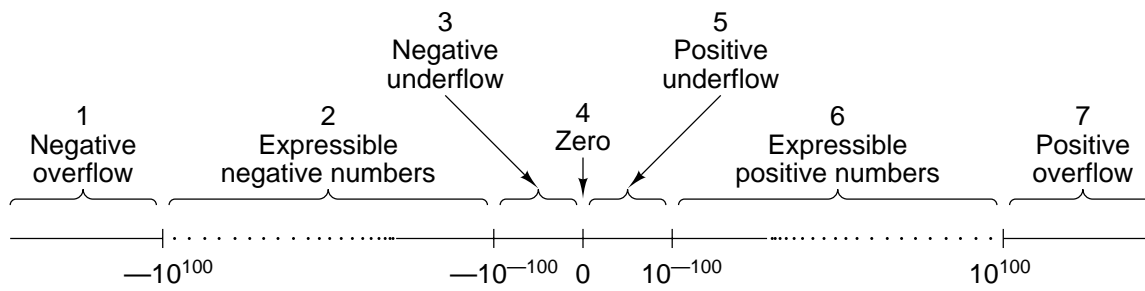 3
Negative
underflow
5
Positive
underflow
1
Negative
overflow
2
Expressible
negative numbers
4
Zero
6
Expressible
positive numbers
7
Positive
overflow
—10¹⁰⁰
—10⁻¹⁰⁰
0
10⁻¹⁰⁰
10¹⁰⁰